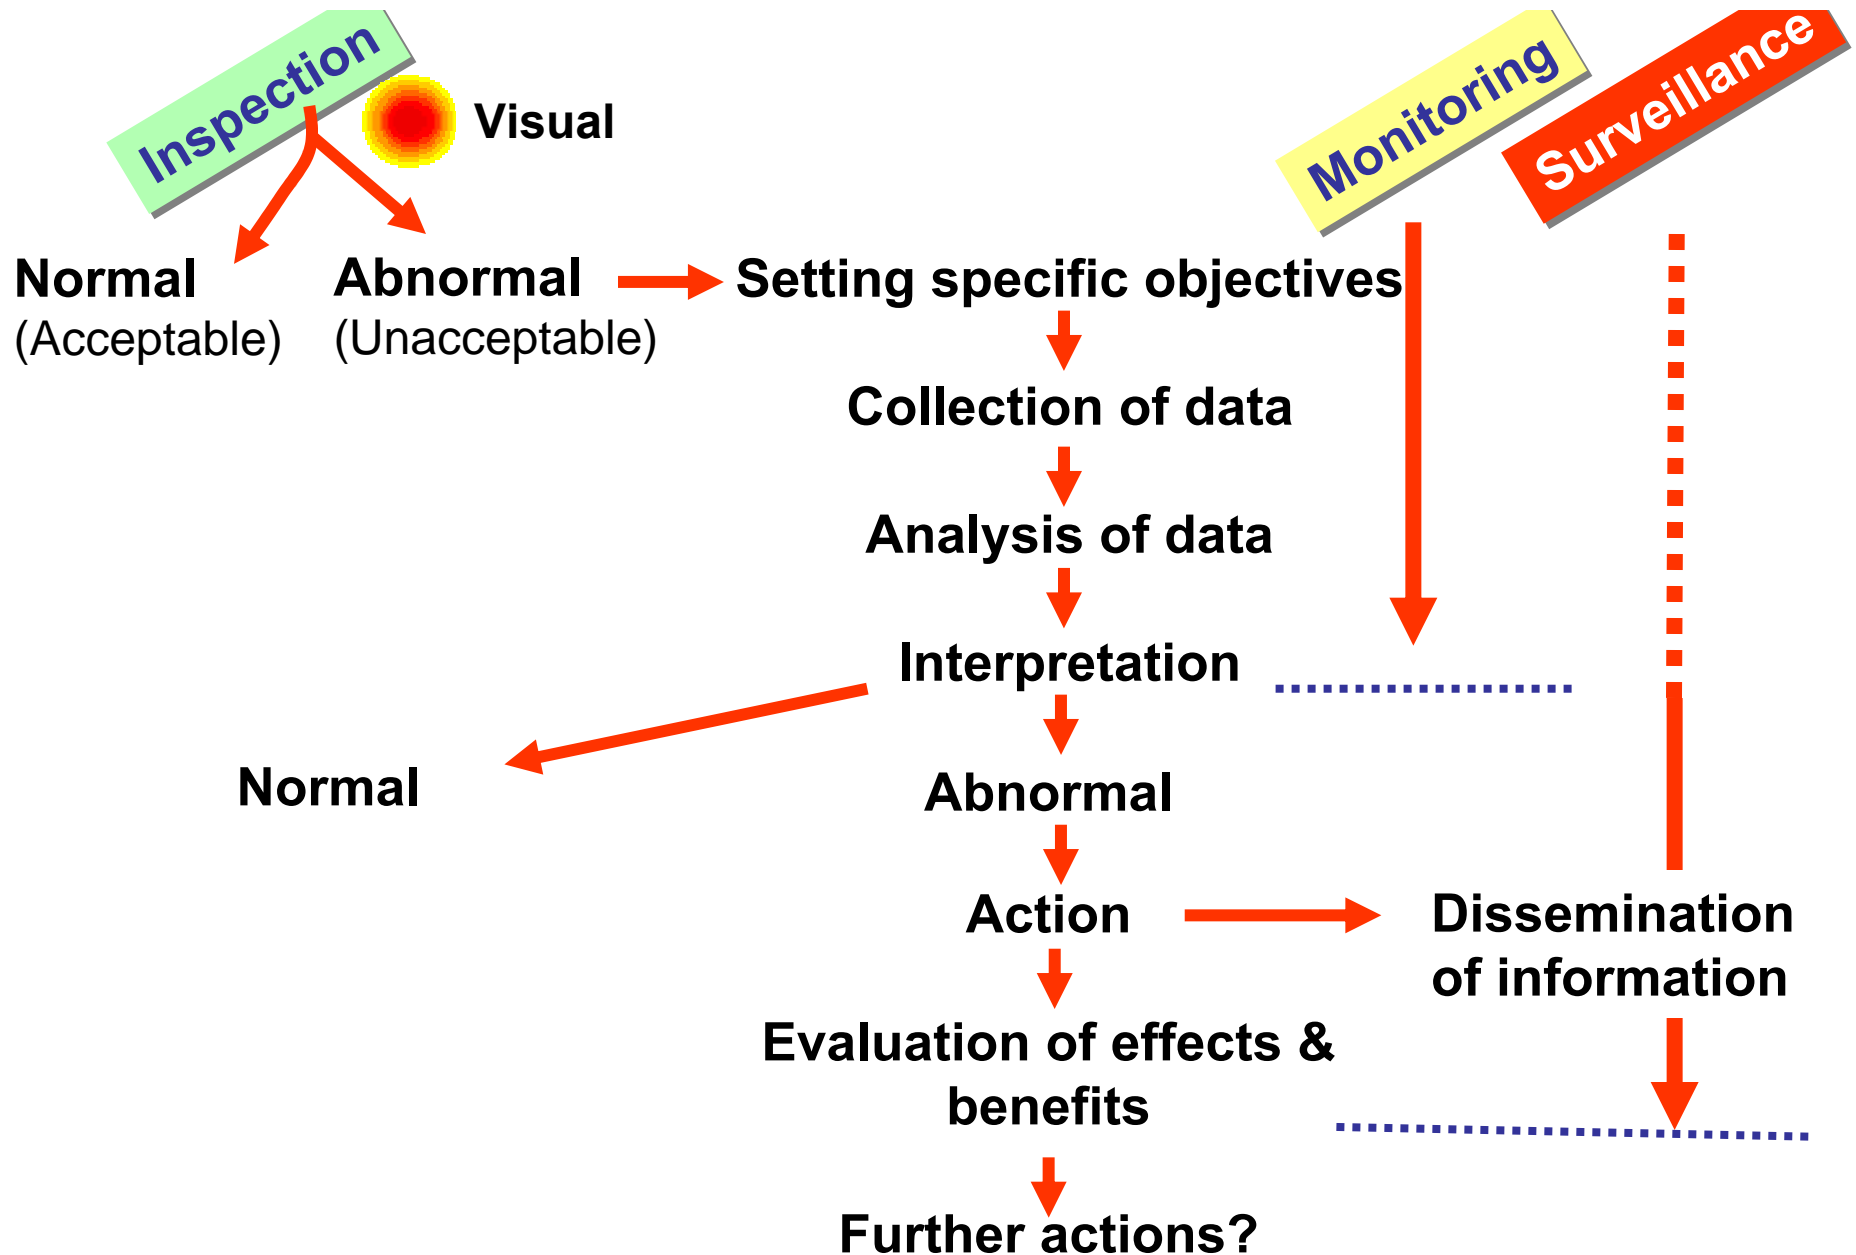 Inspection
Visual
Monitoring
Surveillance
Normal
(Acceptable)
Abnormal
(Unacceptable)
Setting specific objectives
Collection of data
Analysis of data
Interpretation
Normal
Abnormal
Action
Dissemination
of information
Evaluation of effects &
benefits
Further actions?